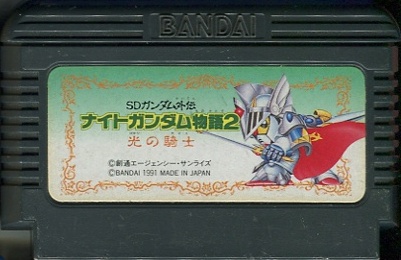 BANDAI
SDガンダム外伝
ナイトガンダム物語2
光の騎士
©創通エージェンシー・サンライズ
©BANDAI 1991 MADE IN JAPAN